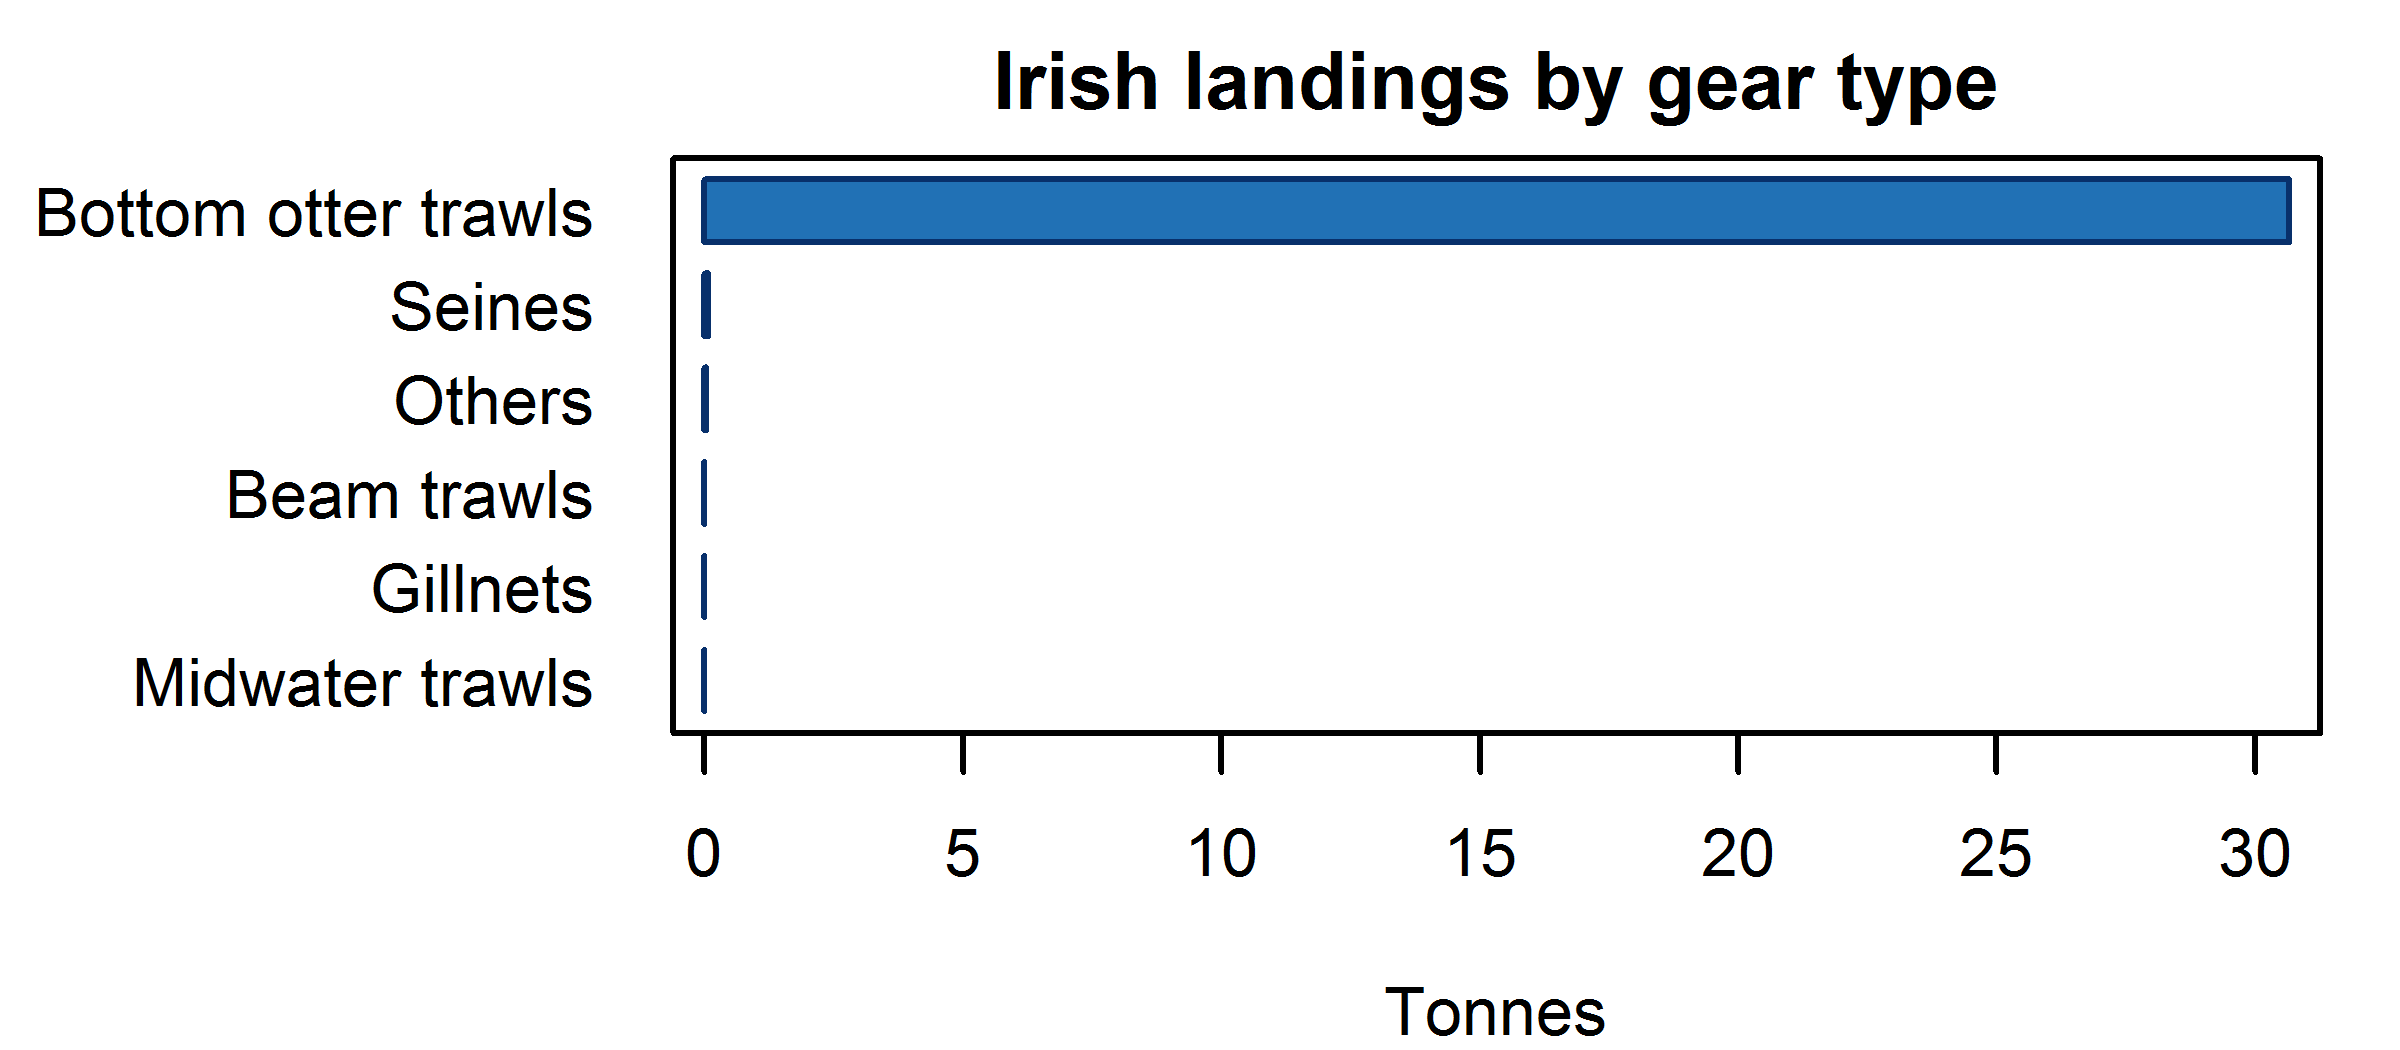 Irish landings by gear type
Bottom otter trawls
Seines
Others
Beam trawls
Gillnets
Midwater trawls
0 5 10 15 20 25 30
Tonnes